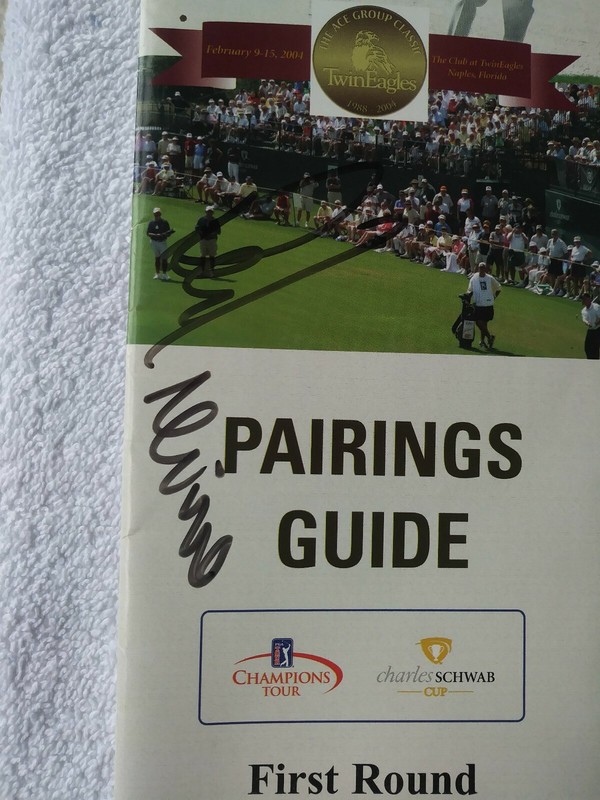 THE ACE GROUP CLASSIC
February 9-15, 2004
TwinEagles
1988 - 2004
The Club at TwinEagles
Naples, Florida
PAIRINGS
GUIDE
CHAMPIONS
TOUR
charles SCHWAB
CUP
First Round